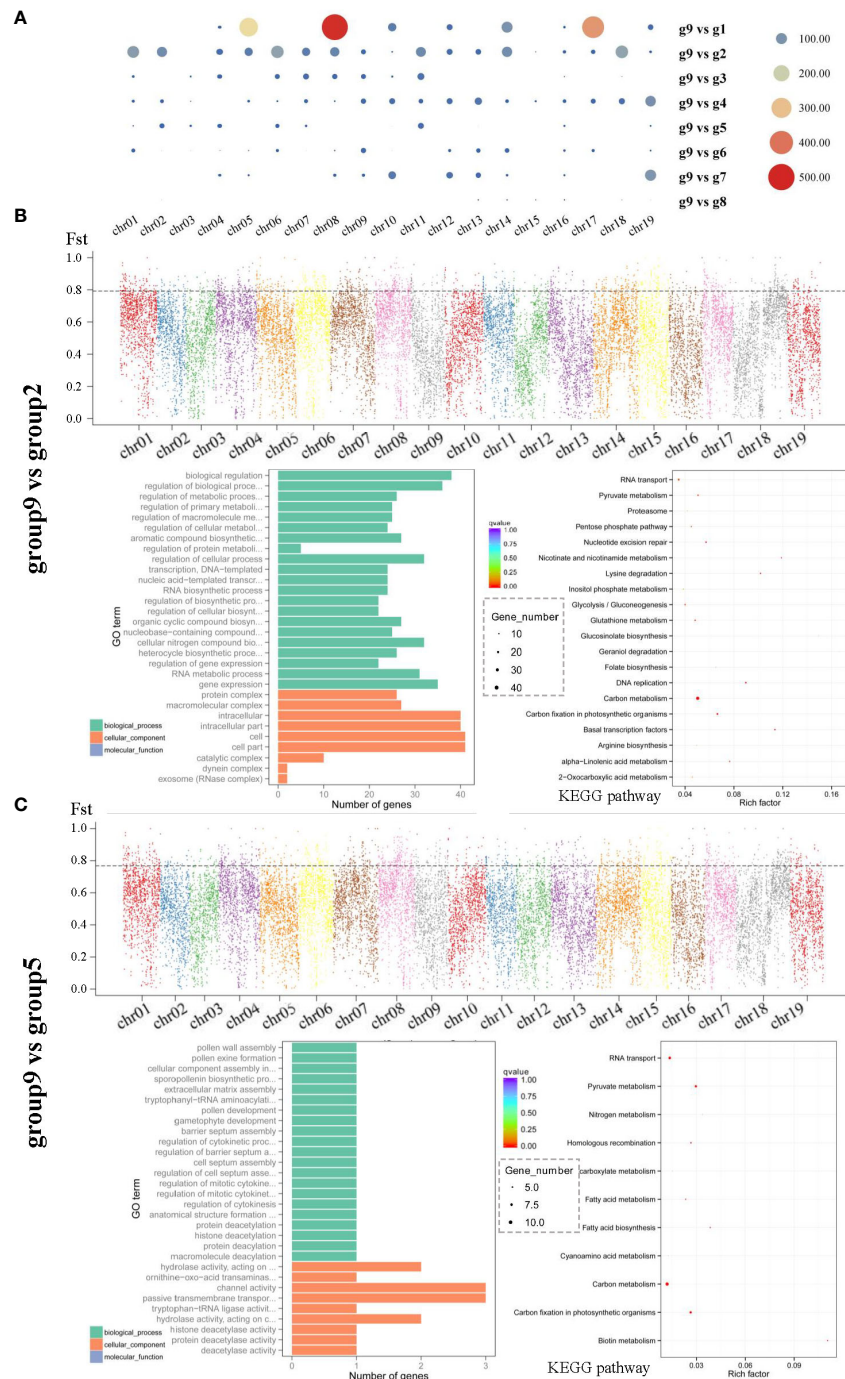 A
g9 vs g1
g9 vs g2
g9 vs g3
g9 vs g4
g9 vs g5
g9 vs g6
g9 vs g7
g9 vs g8
100.00
200.00
300.00
400.00
500.00
chr01 chr02 chr03 chr04 chr05 chr06 chr07 chr08 chr09 chr10 chr11 chr12 chr13 chr14 chr15 chr16 chr17 chr18 chr19
B
Fst
group9 vs group2
1.0
0.8
0.6
0.4
0.2
0.0
chr01 chr02 chr03 chr04 chr05 chr06 chr07 chr08 chr09 chr10 chr11 chr12 chr13 chr14 chr15 chr16 chr17 chr18 chr19
GO term
biological regulation
regulation of biological proce...
regulation of metabolic proces...
regulation of primary metaboli...
regulation of macromolecule me...
regulation of cellular metabol...
aromatic compound biosynthetic...
regulation of protein metaboli...
regulation of cellular process
transcription, DNA-templated
nucleic acid-templated transcr...
RNA biosynthetic process
regulation of biosynthetic pro...
regulation of cellular biosynt...
organic cyclic compound biosyn...
nucleobase-containing compound...
cellular nitrogen compound bio...
heterocycle biosynthetic proce...
regulation of gene expression
RNA metabolic process
gene expression
protein complex
macromolecular complex
intracellular
intracellular part
cell
cell part
catalytic complex
dynein complex
exosome (RNase complex)
biological_process
cellular_component
molecular_function
0 10 20 30 40
Number of genes
qvalue
1.00
0.75
0.50
0.25
0.00
Gene_number
10
20
30
40
RNA transport
Pyruvate metabolism
Proteasome
Pentose phosphate pathway
Nucleotide excision repair
Nicotinate and nicotinamide metabolism
Lysine degradation
Inositol phosphate metabolism
Glycolysis / Gluconeogenesis
Glutathione metabolism
Glucosinolate biosynthesis
Geraniol degradation
Folate biosynthesis
DNA replication
Carbon metabolism
Carbon fixation in photosynthetic organisms
Basal transcription factors
Arginine biosynthesis
alpha-Linolenic acid metabolism
2-Oxocarboxylic acid metabolism
0.04 0.08 0.12 0.16
KEGG pathway
Rich factor
C
Fst
group9 vs group5
1.0
0.8
0.6
0.4
0.2
0.0
chr01 chr02 chr03 chr04 chr05 chr06 chr07 chr08 chr09 chr10 chr11 chr12 chr13 chr14 chr15 chr16 chr17 chr18 chr19
GO term
pollen wall assembly
pollen exine formation
cellular component assembly in...
sporopollenin biosynthetic pro...
extracellular matrix assembly
tryptophanyl-tRNA aminoacylati...
pollen development
gametophyte development
barrier septum assembly
regulation of cytokinetic proc...
regulation of barrier septum a...
cell septum assembly
regulation of cell septum asse...
regulation of mitotic cytokine...
regulation of mitotic cytokinet...
regulation of cytokinesis
anatomical structure formation ...
protein deacetylation
histone deacetylation
protein deacylation
macromolecule deacylation
hydrolase activity, acting on ...
ornithine-oxo-acid transaminas...
channel activity
passive transmembrane transpor...
tryptophan-tRNA ligase activit...
hydrolase activity, acting on c...
histone deacetylase activity
protein deacetylase activity
deacetylase activity
biological_process
cellular_component
molecular_function
0 1 2 3
Number of genes
qvalue
1.00
0.75
0.50
0.25
0.00
Gene_number
5.0
7.5
10.0
RNA transport
Pyruvate metabolism
Nitrogen metabolism
Homologous recombination
carboxylate metabolism
Fatty acid metabolism
Fatty acid biosynthesis
Cyanoamino acid metabolism
Carbon metabolism
Carbon fixation in photosynthetic organisms
Biotin metabolism
0.03 0.06 0.09
KEGG pathway
Rich factor